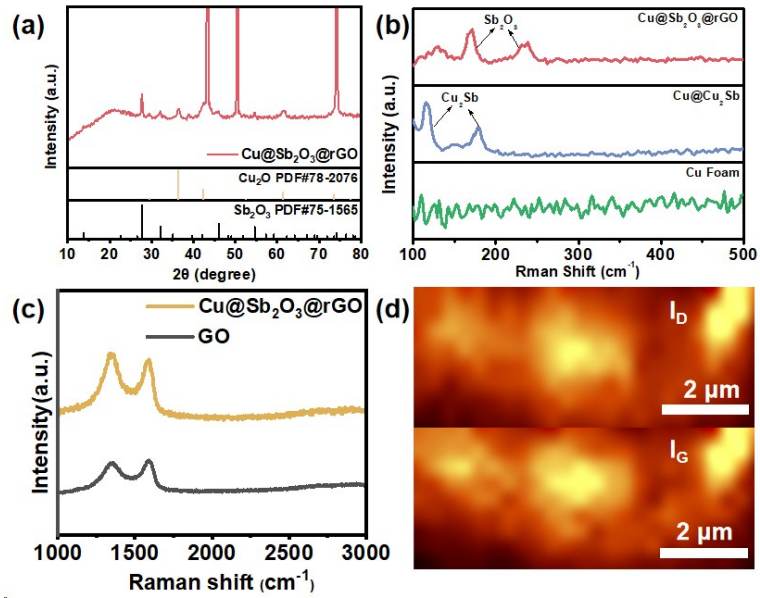 (a)
Intensity (a.u.)
Cu@Sb₂O₃@rGO
Cu₂O PDF#78-2076
Sb₂O₃ PDF#75-1565
10 20 30 40 50 60 70 80
2θ (degree)
(b)
Intensity (a.u.)
Sb₂O₃
Cu@Sb₂O₃@rGO
Cu₂Sb
Cu@Cu₂Sb
Cu Foam
100 200 300 400 500
Rman Shift (cm⁻¹)
(c)
Intensity(a.u.)
Cu@Sb₂O₃@rGO
GO
1000 1500 2000 2500 3000
Raman shift (cm⁻¹)
(d)
I_D
2 μm
I_G
2 μm